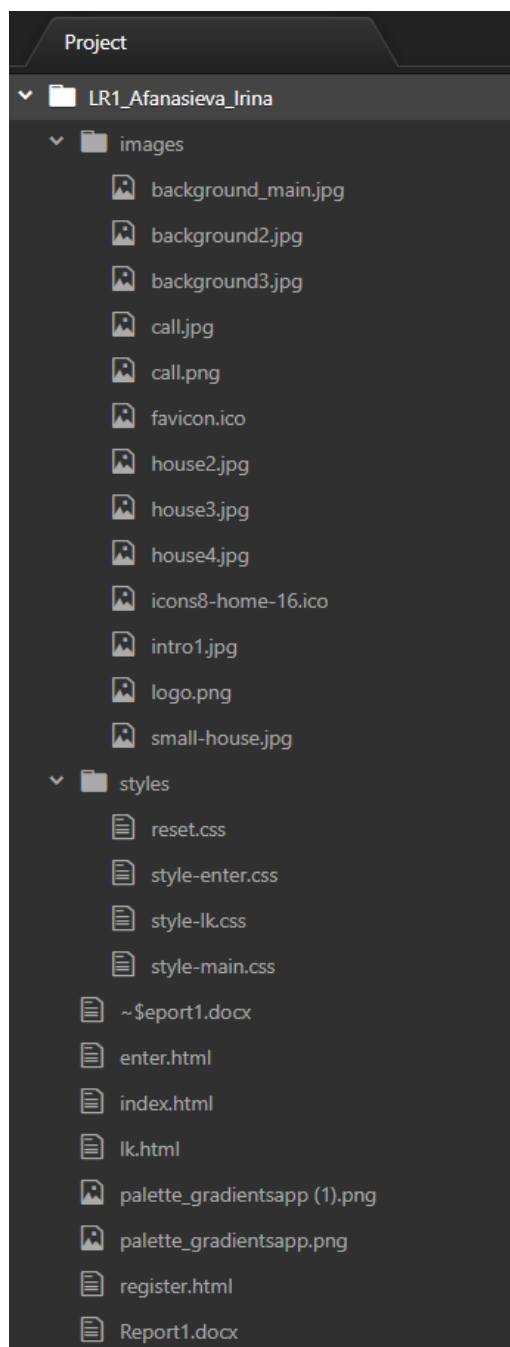 Project
LR1_Afanasieva_Irina
images
background_main.jpg
background2.jpg
background3.jpg
call.jpg
call.png
favicon.ico
house2.jpg
house3.jpg
house4.jpg
icons8-home-16.ico
intro1.jpg
logo.png
small-house.jpg
styles
reset.css
style-enter.css
style-lk.css
style-main.css
~$eport1.docx
enter.html
index.html
lk.html
palette_gradientsapp (1).png
palette_gradientsapp.png
register.html
Report1.docx